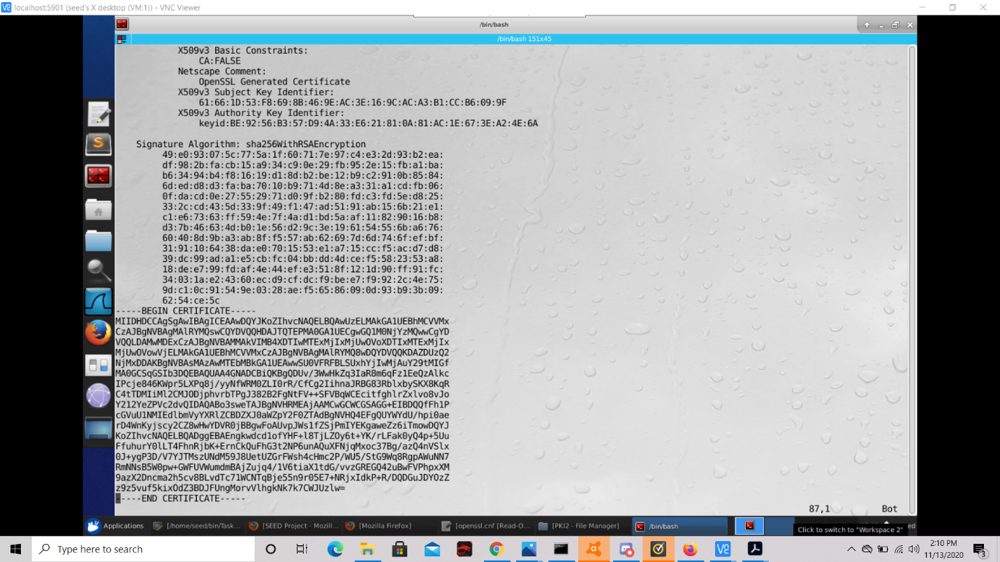 localhost:5901 (seed's X desktop (VM:1)) - VNC Viewer
/bin/bash
/bin/bash 151x45
X509v3 Basic Constraints:
CA:FALSE
Netscape Comment:
OpenSSL Generated Certificate
X509v3 Subject Key Identifier:
61:66:1D:53:F8:69:8B:46:9E:AC:3E:16:9C:AC:A3:B1:CC:B6:09:9F
X509v3 Authority Key Identifier:
keyid:BE:92:56:B3:57:D9:4A:33:E6:21:81:0A:81:AC:1E:67:3E:A2:4E:6A
Signature Algorithm: sha256WithRSAEncryption
49:e0:93:07:5c:77:5a:1f:60:71:7e:97:c4:e3:2d:93:b2:ea:
df:98:2b:fa:cb:15:a9:34:c9:0e:29:fb:95:2e:15:fb:a1:ba:
b6:34:94:b4:f8:16:19:d1:8d:b2:be:12:b9:c2:91:0b:85:84:
6d:ed:d8:d3:fa:ba:70:10:b9:71:4d:8e:a3:31:a1:cd:fb:06:
0f:da:cd:0e:27:55:29:71:d0:9f:b2:80:fd:c3:fd:5e:d8:25:
33:2c:cd:43:5d:33:9f:49:f1:47:ad:51:91:ab:15:6b:21:e1:
c1:e6:73:63:ff:59:4e:7f:4a:d1:bd:5a:af:11:82:90:16:b8:
d3:7b:46:63:4d:b0:1e:56:d2:9c:3e:19:61:54:55:6b:a6:76:
60:40:8d:9b:a3:ab:8f:f5:57:ab:62:69:7d:6d:74:6f:ef:bf:
31:91:10:64:38:da:e0:70:15:53:e1:a7:15:cc:f5:ac:d7:d8:
39:dc:99:ad:a1:e5:cb:fc:04:bb:dd:4d:ce:f5:58:23:53:a8:
18:de:e7:99:fd:af:4e:44:ef:e3:51:8f:12:1d:90:ff:91:fc:
34:03:1a:e2:43:60:ec:d9:cf:dc:f9:be:e7:f9:92:2c:4e:75:
9d:c1:0c:91:54:9e:03:28:ae:f5:65:86:09:0d:93:b9:3b:09:
62:54:ce:5c
-----BEGIN CERTIFICATE-----
MIIDHDCCAgSgAwIBAgICEAAwDQYJKoZIhvcNAQELBQAwUzELMAkGA1UEBhMCVVMx
CzAJBgNVBAgMAlRYMQswCQYDVQQHDAJTQTEPMA0GA1UECgwGQ1M0NjYzMQwwCgYD
VQQLDAMwMDExCzAJBgNVBAMMAkVIMB4XDTIwMTExMjIxMjUwOVoXDTIxMTExMjIx
MjUwOVowVjELMAkGA1UEBhMCVVMxCzAJBgNVBAgMAlRYMQ8wDQYDVQQKDAZDUzQ2
NjMxDDAKBgNVBAsMAzAwMTEbMBkGA1UEAwwSU0VFRFBLSUxhYjIwMjAuY29tMIGf
MA0GCSqGSIb3DQEBAQUAA4GNADCBiQKBgQDUv/3WwHkZq3IaR8m6qFz1EeQzAlkc
IPcje846KWpr5LXPq8j/yyNfWRM0ZLI0rR/CfCg2IihnaJRBG83RblxbySKX8KqR
C4tTDMIiMl2CMJODjphvrbTPgJ382B2FgNtFV++SFVBqWCEcitfghlrZxlvo8vJo
Y212YeZPVc2dvQIDAQABo3sweTAJBgNVHRMEAjAAMCwGCWCGSAGG+EIBDQQfFh1P
cGVuU1NMIEdlbmVyYXRlZCBDZXJ0aWZpY2F0ZTAdBgNVHQ4EFgQUYWYdU/hpi0ae
rD4WnKyjscy2CZ8wHwYDVR0jBBgwFoAUvpJWs1fZSjPmIYEKgaweZz6iTmowDQYJ
KoZIhvcNAQELBQADggEBAEngkwdcd1ofYHF+l8TjLZOy6t+YK/rLFak0yQ4p+5Uu
FfuhurY0lLT4FhnRjbK+ErnCkQuFhG3t2NP6unAQuXFNjqMxoc37Bg/azQ4nVSlx
0J+ygP3D/V7YJTMszUNdM59J8UetUZGrFWsh4cHmc2P/WU5/StG9Wq8RgpAWuNN7
RmNNsB5W0pw+GWFUVWumdmBAjZujq4/1V6tiaX1tdG/vvzGREGQ42uBwFVPhpxXM
9azX2Dncma2h5cv8BLvdTc71WCNTqBje55n9r05E7+NRjxIdkP+R/DQDGuJDYOzZ
z9z5vuf5kixOdZ3BDJFUngMorvVlhgkNk7k7CWJUzlw=
-----END CERTIFICATE-----
87,1 Bot
Applications
[/home/seed/bin/Task...
[SEED Project - Mozill...
[Mozilla Firefox]
[openssl.cnf [Read-O...
[PKI2 - File Manager]
/bin/bash
Click to switch to "Workspace 2"
Type here to search
2:10 PM
11/13/2020
3